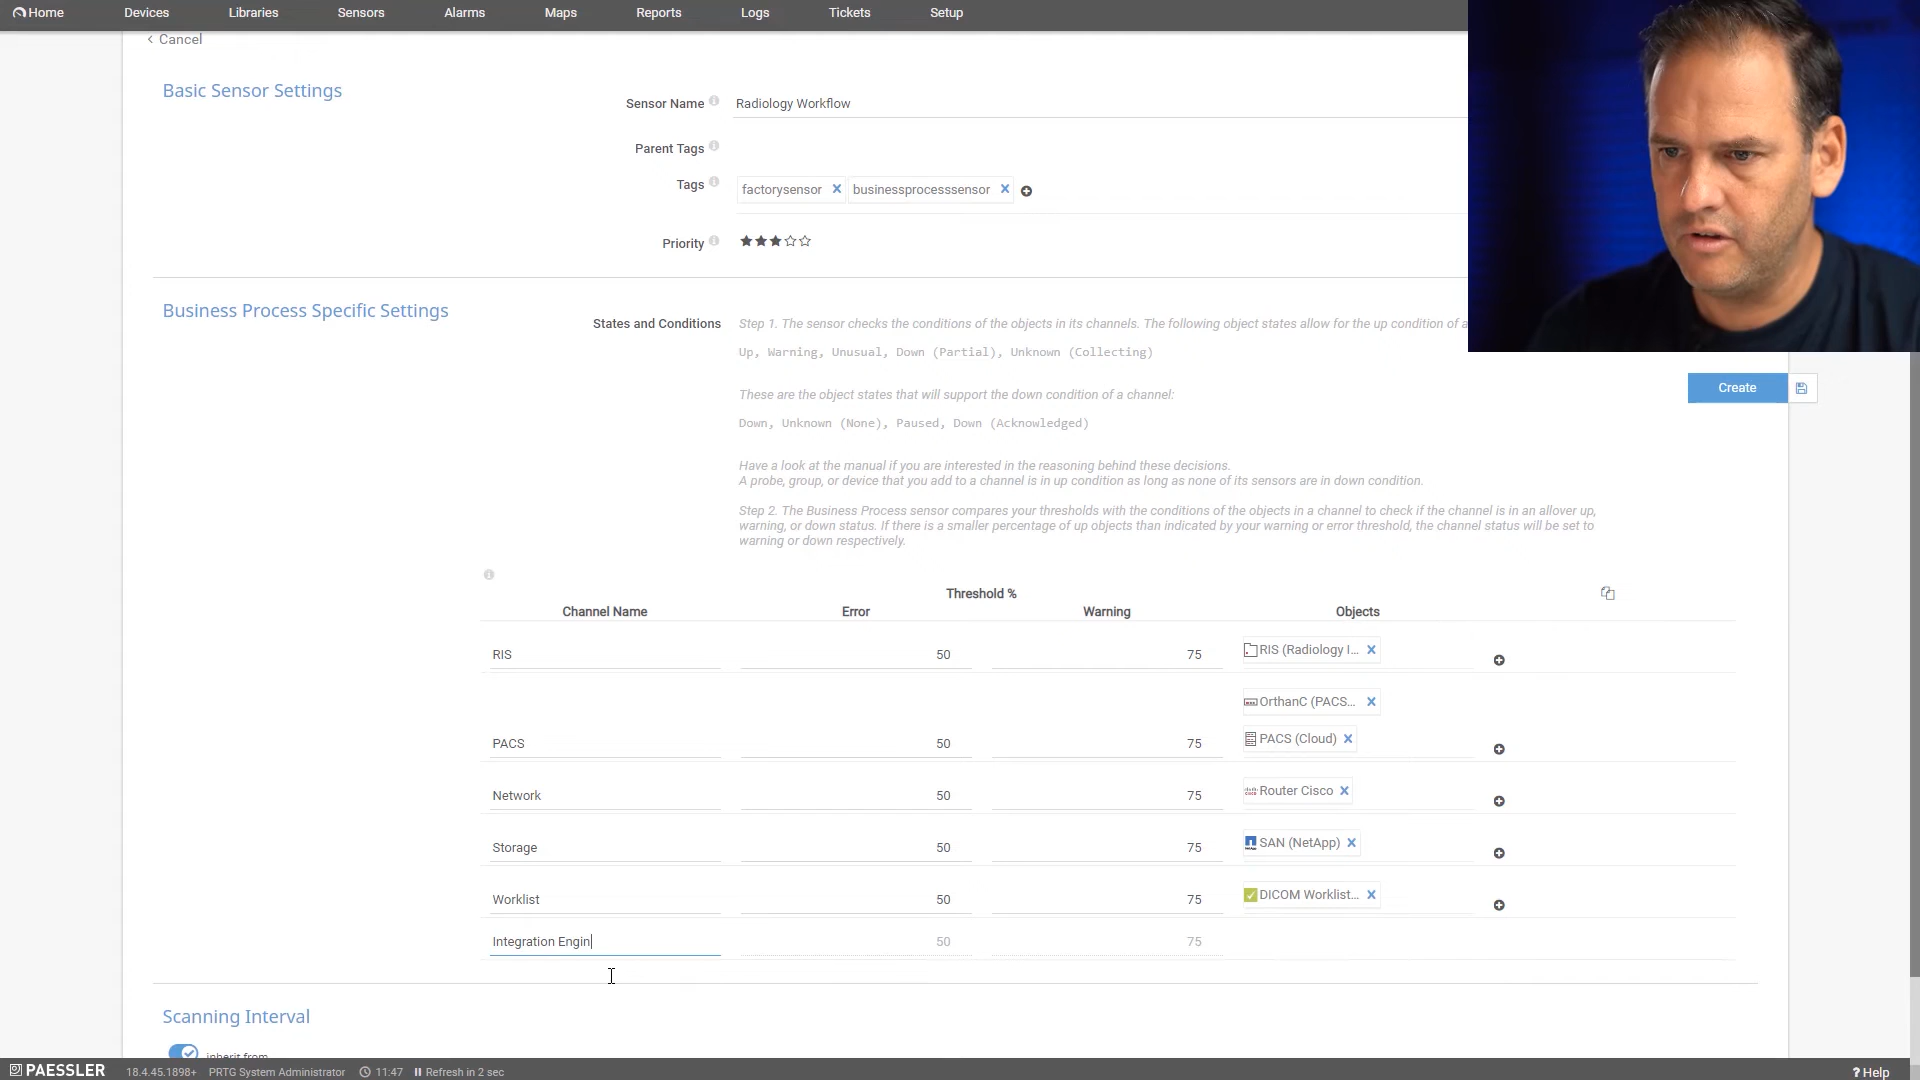 Home Devices Libraries Sensors Alarms Maps Reports Logs Tickets Setup
< Cancel
Basic Sensor Settings
Sensor Name Radiology Workflow
Parent Tags
Tags factorysensor businessprocesssensor
Priority
Business Process Specific Settings
States and Conditions Step 1. The sensor checks the conditions of the objects in its channels. The following object states allow for the up condition of a
Up, Warning, Unusual, Down (Partial), Unknown (Collecting)
These are the object states that will support the down condition of a channel:
Create
Down, Unknown (None), Paused, Down (Acknowledged)
Have a look at the manual if you are interested in the reasoning behind these decisions.
A probe, group, or device that you add to a channel is in up condition as long as none of its sensors are in down condition.
Step 2. The Business Process sensor compares your thresholds with the conditions of the objects in a channel to check if the channel is in an allover up,
warning, or down status. If there is a smaller percentage of up objects than indicated by your warning or error threshold, the channel status will be set to
warning or down respectively.
Threshold %
Channel Name Error Warning Objects
RIS 50 75 RIS (Radiology I...
OrthanC (PACS...
PACS 50 75 PACS (Cloud)
Network 50 75 Router Cisco
Storage 50 75 SAN (NetApp)
Worklist 50 75 DICOM Worklist...
Integration Engin 50 75
Scanning Interval
inherit from
PAESSLER 18.4.45.1898+ PRTG System Administrator 11:47 Refresh in 2 sec ? Help